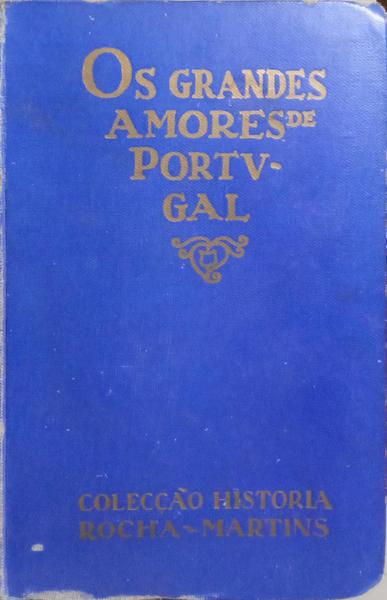 OS GRANDES
AMORES DE
PORTV-
GAL
COLECÇÃO HISTORIA
ROCHA-MARTINS